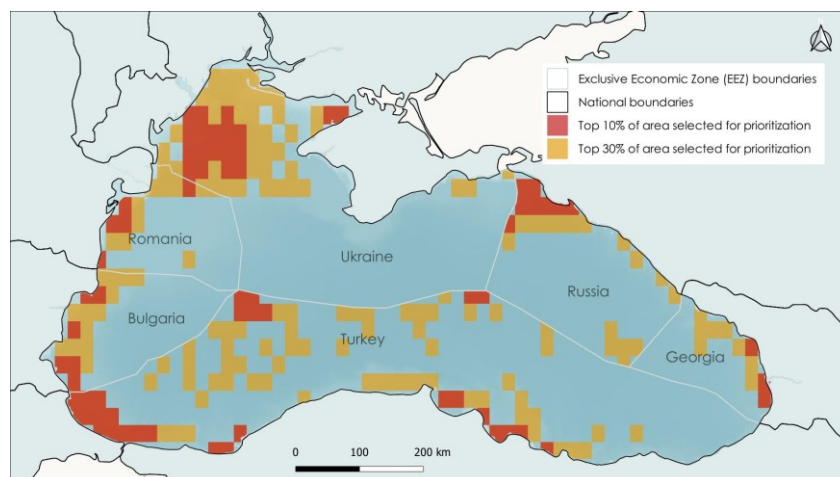 N
Exclusive Economic Zone (EEZ) boundaries
National boundaries
Top 10% of area selected for prioritization
Top 30% of area selected for prioritization
Romania
Ukraine
Russia
Bulgaria
Turkey
Georgia
0 100 200 km